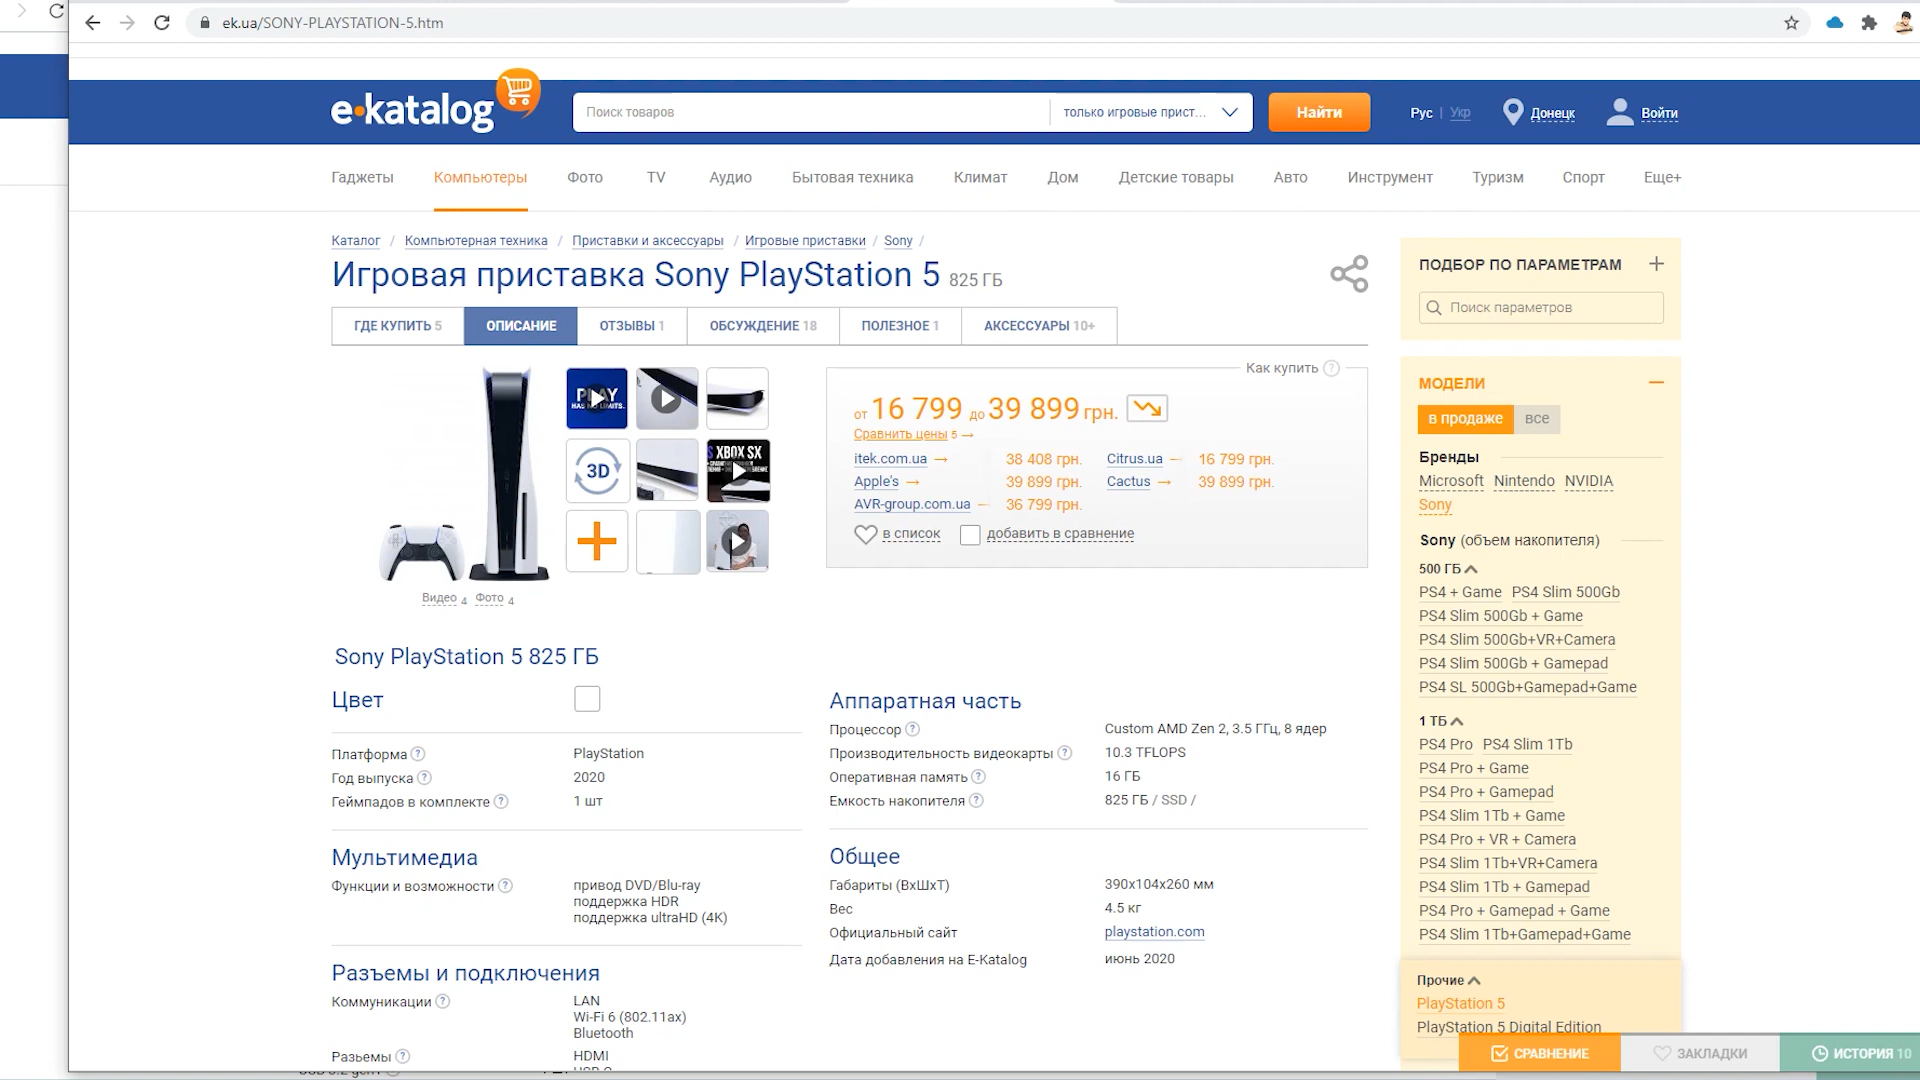 ek.ua/SONY-PLAYSTATION-5.htm
e•katalog
Поиск товаров
только игровые прист...
Найти
Рус | Укр
Донецк
Войти
Гаджеты
Компьютеры
Фото
TV
Аудио
Бытовая техника
Климат
Дом
Детские товары
Авто
Инструмент
Туризм
Спорт
Еще+
Каталог / Компьютерная техника / Приставки и аксессуары / Игровые приставки / Sony /
Игровая приставка Sony PlayStation 5 825 ГБ
ГДЕ КУПИТЬ 5
ОПИСАНИЕ
ОТЗЫВЫ 1
ОБСУЖДЕНИЕ 18
ПОЛЕЗНОЕ 1
АКСЕССУАРЫ 10+
PLAY
HAS NO LIMITS.
3D
XBOX SX
Видео 4 Фото 4
Как купить ?
от 16 799 до 39 899 грн.
Сравнить цены 5 →
itek.com.ua → 38 408 грн.
Citrus.ua → 16 799 грн.
Apple's → 39 899 грн.
Cactus → 39 899 грн.
AVR-group.com.ua → 36 799 грн.
в список
добавить в сравнение
Sony PlayStation 5 825 ГБ
Цвет
Платформа ? PlayStation
Год выпуска ? 2020
Геймпадов в комплекте ? 1 шт
Мультимедиа
Функции и возможности ? привод DVD/Blu-ray
поддержка HDR
поддержка ultraHD (4K)
Разъемы и подключения
Коммуникации ? LAN
Wi-Fi 6 (802.11ax)
Bluetooth
Разьемы ? HDMI
Аппаратная часть
Процессор ? Custom AMD Zen 2, 3.5 ГГц, 8 ядер
Производительность видеокарты ? 10.3 TFLOPS
Оперативная память ? 16 ГБ
Емкость накопителя ? 825 ГБ / SSD /
Общее
Габариты (ВхШхТ) 390x104x260 мм
Вес 4.5 кг
Официальный сайт playstation.com
Дата добавления на E-Katalog июнь 2020
ПОДБОР ПО ПАРАМЕТРАМ +
Поиск параметров
МОДЕЛИ
в продаже все
Бренды
Microsoft Nintendo NVIDIA
Sony
Sony (объем накопителя)
500 ГБ
PS4 + Game PS4 Slim 500Gb
PS4 Slim 500Gb + Game
PS4 Slim 500Gb+VR+Camera
PS4 Slim 500Gb + Gamepad
PS4 SL 500Gb+Gamepad+Game
1 ТБ
PS4 Pro PS4 Slim 1Tb
PS4 Pro + Game
PS4 Pro + Gamepad
PS4 Slim 1Tb + Game
PS4 Pro + VR + Camera
PS4 Slim 1Tb+VR+Camera
PS4 Slim 1Tb + Gamepad
PS4 Pro + Gamepad + Game
PS4 Slim 1Tb+Gamepad+Game
Прочие
PlayStation 5
PlayStation 5 Digital Edition
СРАВНЕНИЕ
ЗАКЛАДКИ
ИСТОРИЯ 10